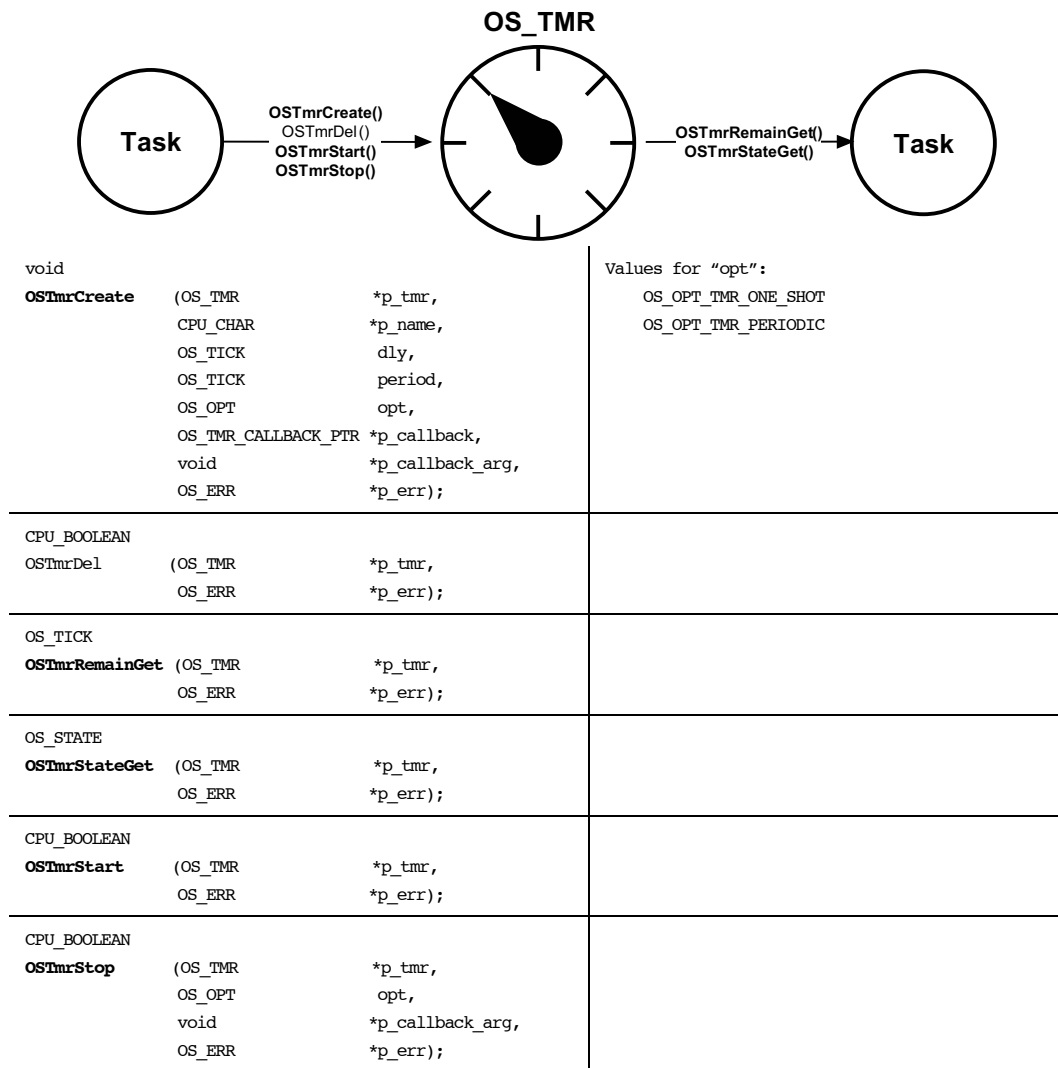 OS_TMR
Task
OSTmrCreate()
OSTmrDel()
OSTmrStart()
OSTmrStop()
OSTmrRemainGet()
OSTmrStateGet()
Task
void
OSTmrCreate (OS_TMR *p_tmr,
CPU_CHAR *p_name,
OS_TICK dly,
OS_TICK period,
OS_OPT opt,
OS_TMR_CALLBACK_PTR *p_callback,
void *p_callback_arg,
OS_ERR *p_err);
Values for “opt”:
OS_OPT_TMR_ONE_SHOT
OS_OPT_TMR_PERIODIC
CPU_BOOLEAN
OSTmrDel (OS_TMR *p_tmr,
OS_ERR *p_err);
OS_TICK
OSTmrRemainGet (OS_TMR *p_tmr,
OS_ERR *p_err);
OS_STATE
OSTmrStateGet (OS_TMR *p_tmr,
OS_ERR *p_err);
CPU_BOOLEAN
OSTmrStart (OS_TMR *p_tmr,
OS_ERR *p_err);
CPU_BOOLEAN
OSTmrStop (OS_TMR *p_tmr,
OS_OPT opt,
void *p_callback_arg,
OS_ERR *p_err);